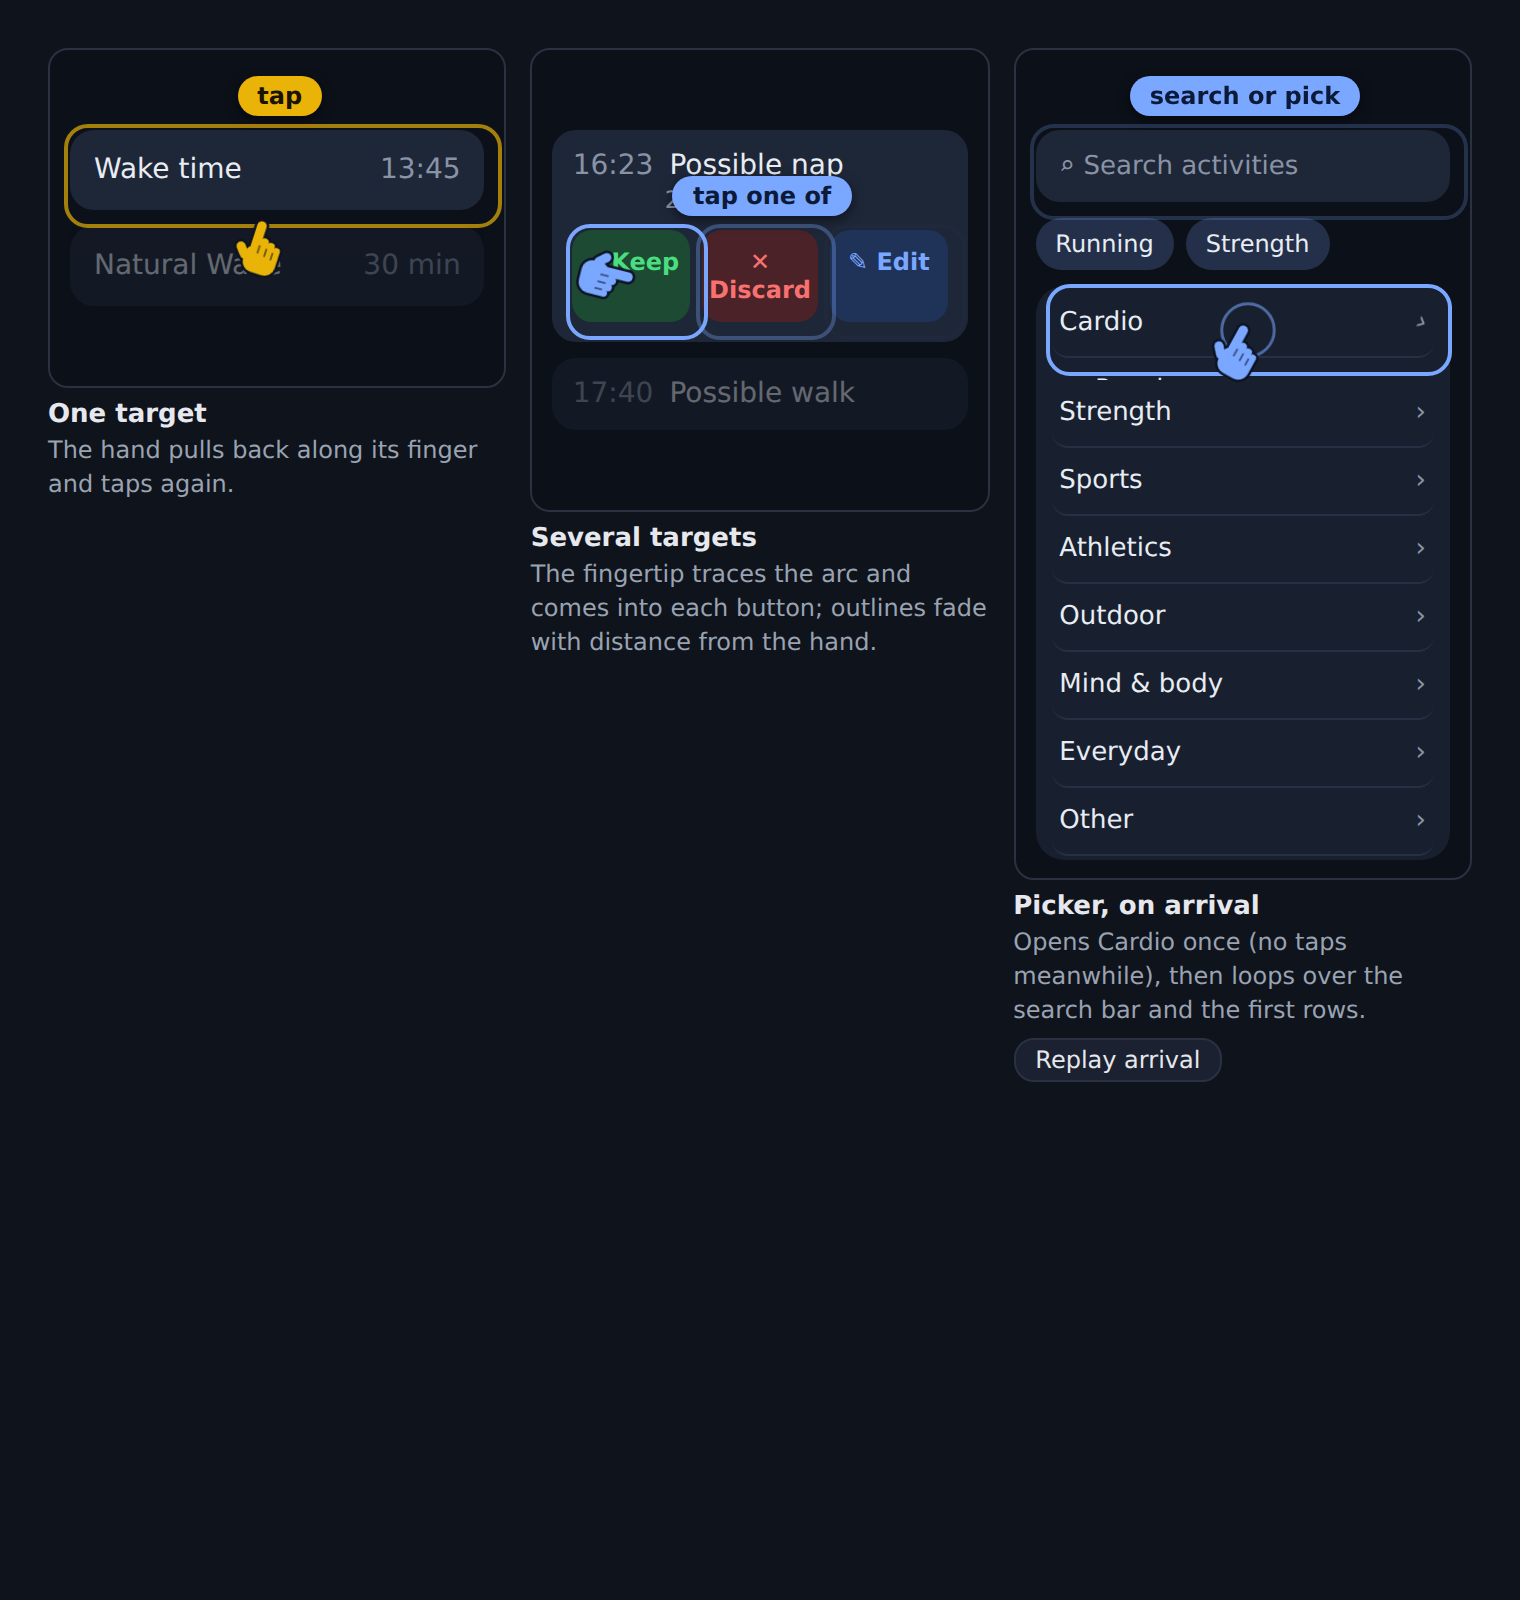 tap
Wake time 13:45
Natural 30 min
One target
The hand pulls back along its finger
and taps again.
16:23 Possible nap
tap one of
Keep
✕
Discard
✎ Edit
17:40 Possible walk
Several targets
The fingertip traces the arc and
comes into each button; outlines fade
with distance from the hand.
search or pick
⌕ Search activities
Running Strength
Cardio ›
Strength ›
Sports ›
Athletics ›
Outdoor ›
Mind & body ›
Everyday ›
Other ›
Picker, on arrival
Opens Cardio once (no taps
meanwhile), then loops over the
search bar and the first rows.
Replay arrival